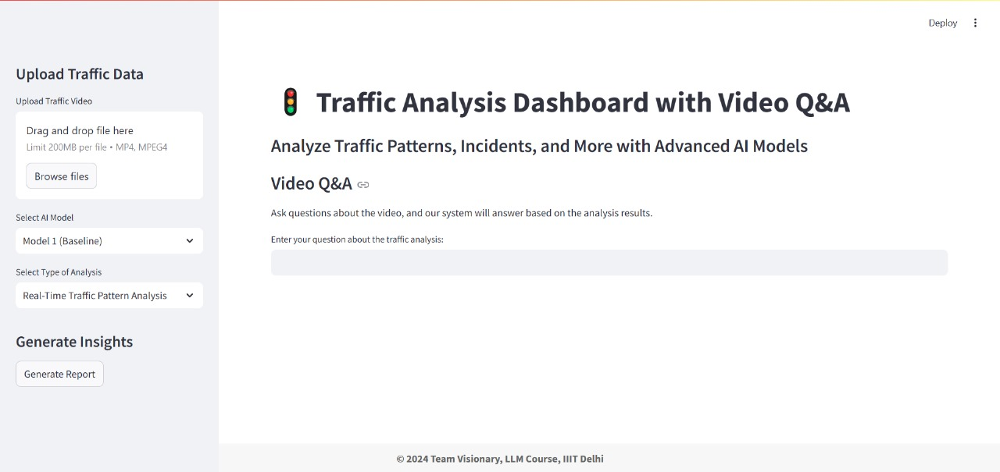 Deploy
Upload Traffic Data
Upload Traffic Video
Drag and drop file here
Limit 200MB per file • MP4, MPEG4
Browse files
Select AI Model
Model 1 (Baseline)
Select Type of Analysis
Real-Time Traffic Pattern Analysis
Generate Insights
Generate Report
Traffic Analysis Dashboard with Video Q&A
Analyze Traffic Patterns, Incidents, and More with Advanced AI Models
Video Q&A
Ask questions about the video, and our system will answer based on the analysis results.
Enter your question about the traffic analysis:
© 2024 Team Visionary, LLM Course, IIIT Delhi